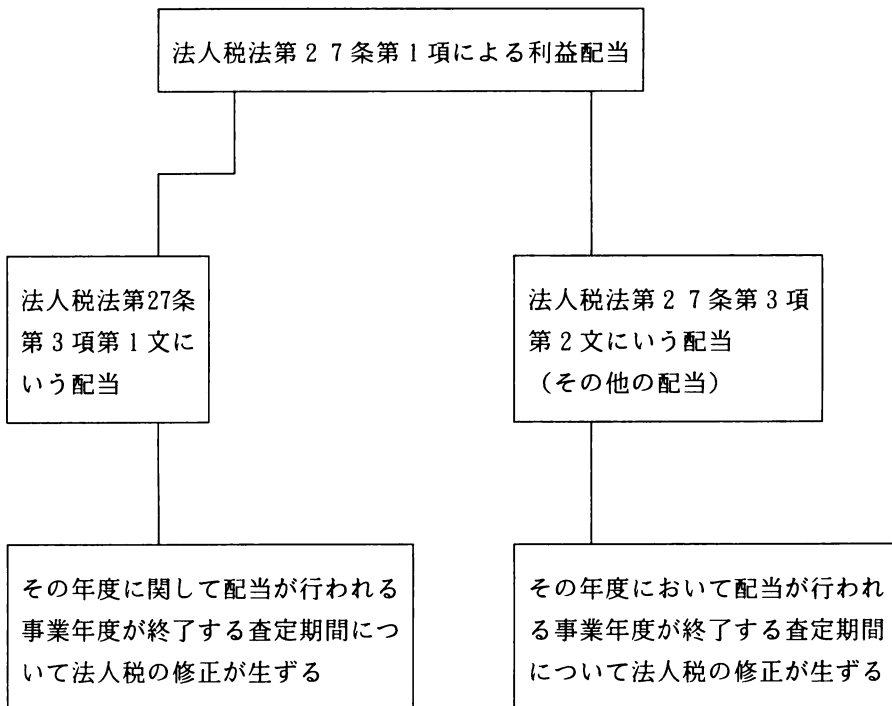 法人税法第２７条第１項による利益配当
法人税法第27条
第３項第１文に
いう配当
法人税法第２７条第３項
第２文にいう配当
（その他の配当）
その年度に関して配当が行われる
事業年度が終了する査定期間につ
いて法人税の修正が生ずる
その年度において配当が行われ
る事業年度が終了する査定期間
について法人税の修正が生ずる